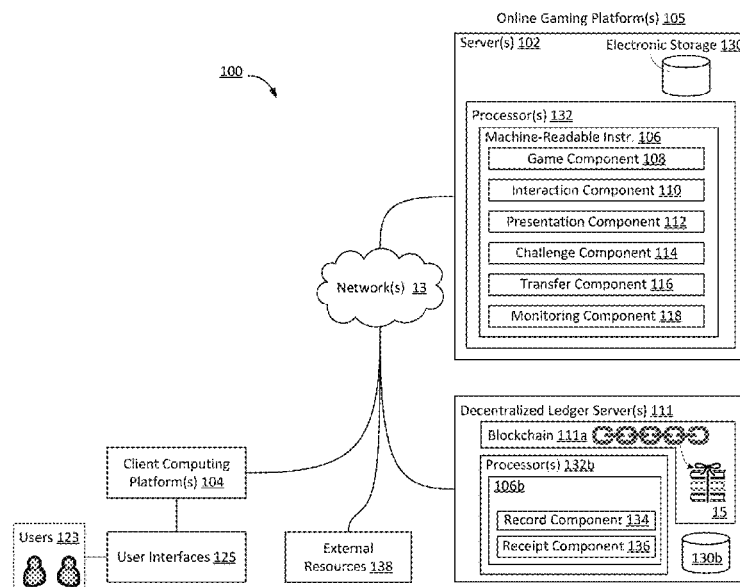 Online Gaming Platform(s) 105
Server(s) 102
Electronic Storage 130
100
Processor(s) 132
Machine-Readable Instr. 106
Game Component 108
Interaction Component 110
Presentation Component 112
Challenge Component 114
Transfer Component 116
Monitoring Component 118
Network(s) 13
Decentralized Ledger Server(s) 111
Blockchain 111a
Processor(s) 132b
106b
Record Component 134
Receipt Component 136
15
130b
Client Computing
Platform(s) 104
Users 123
User Interfaces 125
External
Resources 138